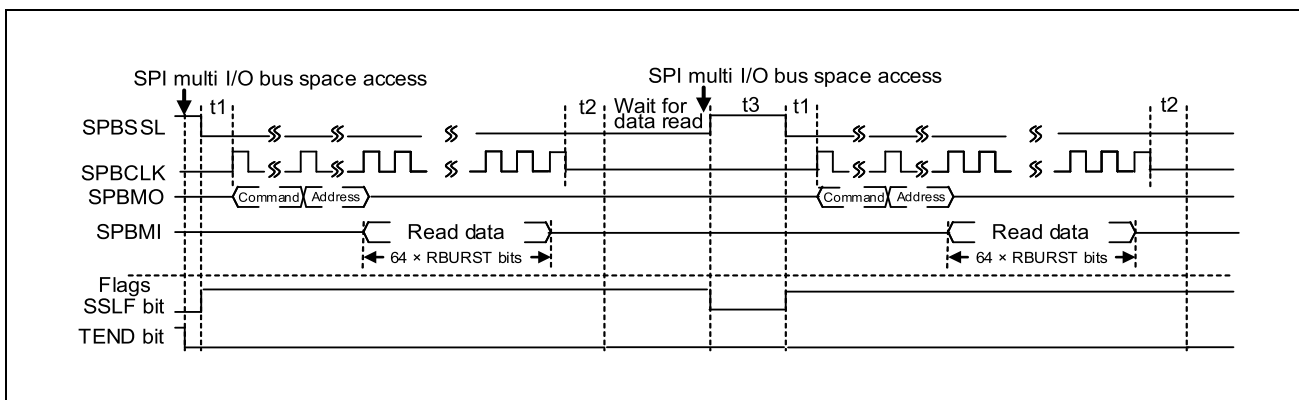 SPI multi I/O bus space access
SPI multi I/O bus space access
t1
t2
Wait for
data read
t3
t1
t2
SPBSSL
SPBCLK
SPBMO
Command
Address
Command
Address
SPBMI
Read data
Read data
64 × RBURST bits
64 × RBURST bits
Flags
SSLF bit
TEND bit